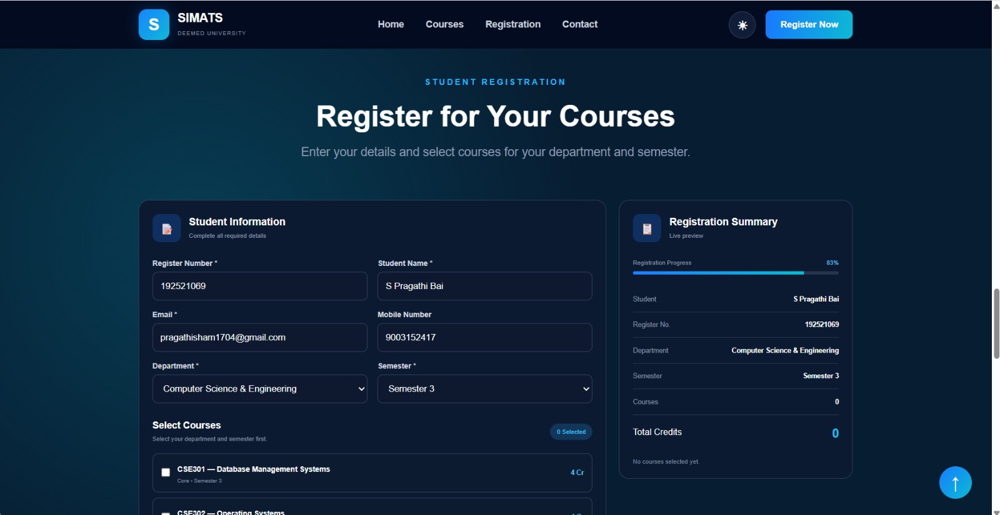 S
SIMATS
DEEMED UNIVERSITY
Home
Courses
Registration
Contact
Register Now
STUDENT REGISTRATION
Register for Your Courses
Enter your details and select courses for your department and semester.
Student Information
Complete all required details
Register Number *
Student Name *
192521069
S Pragathi Bai
Email *
Mobile Number
pragathisham1704@gmail.com
9003152417
Department *
Semester *
Computer Science & Engineering
Semester 3
Select Courses
Select your department and semester first.
0 Selected
CSE301 — Database Management Systems
Core • Semester 3
4 Cr
CSE302 — Operating Systems
Registration Summary
Live preview
Registration Progress
83%
Student
S Pragathi Bai
Register No.
192521069
Department
Computer Science & Engineering
Semester
Semester 3
Courses
0
Total Credits
0
No courses selected yet.
↑